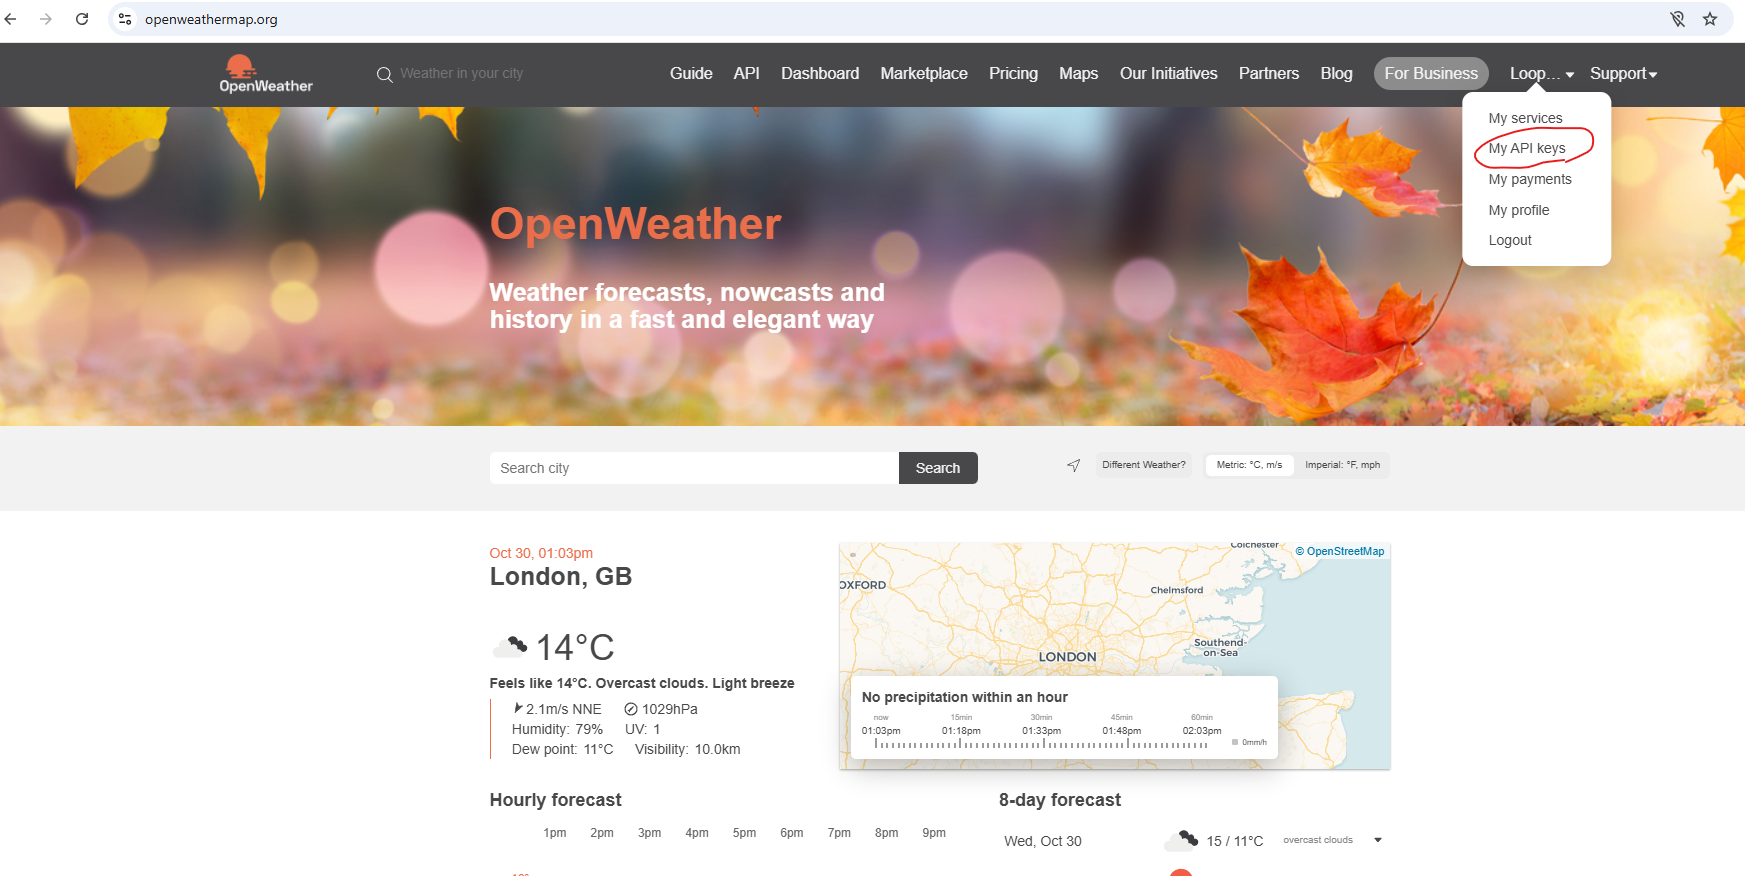 openweathermap.org
OpenWeather
Weather in your city
Guide API Dashboard Marketplace Pricing Maps Our Initiatives Partners Blog For Business Loop... Support
My services
My API keys
My payments
My profile
Logout
OpenWeather
Weather forecasts, nowcasts and
history in a fast and elegant way
Search city
Search
Different Weather?
Metric: °C, m/s
Imperial: °F, mph
Oct 30, 01:03pm
London, GB
14°C
Feels like 14°C. Overcast clouds. Light breeze
2.1m/s NNE 1029hPa
Humidity: 79% UV: 1
Dew point: 11°C Visibility: 10.0km
Colchester
© OpenStreetMap
OXFORD
Chelmsford
Southend-
on-Sea
LONDON
No precipitation within an hour
now 15min 30min 45min 60min
01:03pm 01:18pm 01:33pm 01:48pm 02:03pm
0mm/h
Hourly forecast
1pm 2pm 3pm 4pm 5pm 6pm 7pm 8pm 9pm
8-day forecast
Wed, Oct 30 15 / 11°C overcast clouds